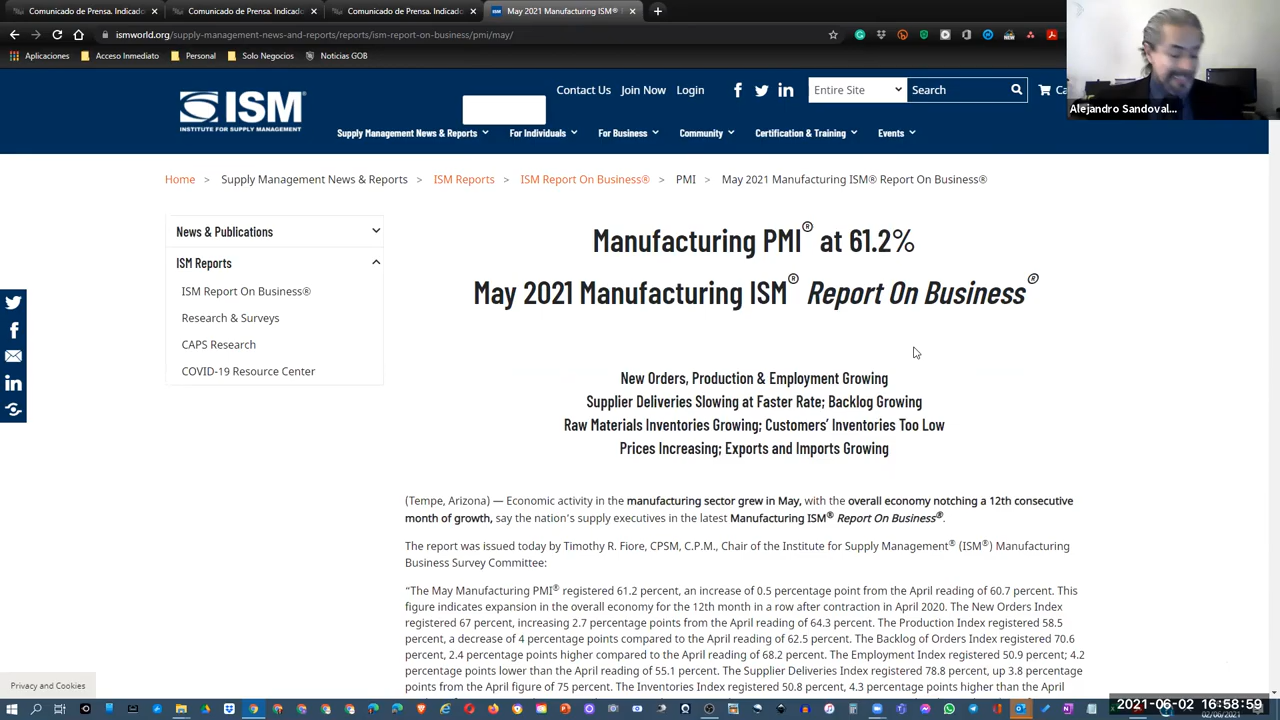 Comunicado de prensa. Indicado
Comunicado de prensa. Indicado
Comunicado de prensa. Indicado
May 2021 Manufacturing ISM®
ismworld.org/supply-management-news-and-reports/reports/ism-report-on-business/pmi/may/
Aplicaciones
Acceso Inmediato
Personal
Solo Negocios
Noticias GOB
Alejandro Sandoval...
ISM
INSTITUTE FOR SUPPLY MANAGEMENT
Contact Us
Join Now
Login
Entire Site
Search
Supply Management News & Reports
For Individuals
For Business
Community
Certification & Training
Events
Home > Supply Management News & Reports > ISM Reports > ISM Report On Business® > PMI > May 2021 Manufacturing ISM® Report On Business®
News & Publications
ISM Reports
ISM Report On Business®
Research & Surveys
CAPS Research
COVID-19 Resource Center
Manufacturing PMI® at 61.2%
May 2021 Manufacturing ISM® Report On Business®
New Orders, Production & Employment Growing
Supplier Deliveries Slowing at Faster Rate; Backlog Growing
Raw Materials Inventories Growing; Customers’ Inventories Too Low
Prices Increasing; Exports and Imports Growing
(Tempe, Arizona) — Economic activity in the manufacturing sector grew in May, with the overall economy notching a 12th consecutive
month of growth, say the nation's supply executives in the latest Manufacturing ISM® Report On Business®.
The report was issued today by Timothy R. Fiore, CPSM, C.P.M., Chair of the Institute for Supply Management® (ISM®) Manufacturing
Business Survey Committee:
"The May Manufacturing PMI® registered 61.2 percent, an increase of 0.5 percentage point from the April reading of 60.7 percent. This
figure indicates expansion in the overall economy for the 12th month in a row after contraction in April 2020. The New Orders Index
registered 67 percent, increasing 2.7 percentage points from the April reading of 64.3 percent. The Production Index registered 58.5
percent, a decrease of 4 percentage points compared to the April reading of 62.5 percent. The Backlog of Orders Index registered 70.6
percent, 2.4 percentage points higher compared to the April reading of 68.2 percent. The Employment Index registered 50.9 percent; 4.2
percentage points lower than the April reading of 55.1 percent. The Supplier Deliveries Index registered 78.8 percent, up 3.8 percentage
points from the April figure of 75 percent. The Inventories Index registered 50.8 percent, 4.3 percentage points higher than the April
Privacy and Cookies
2021-06-02 16:58:59
02/06/2021